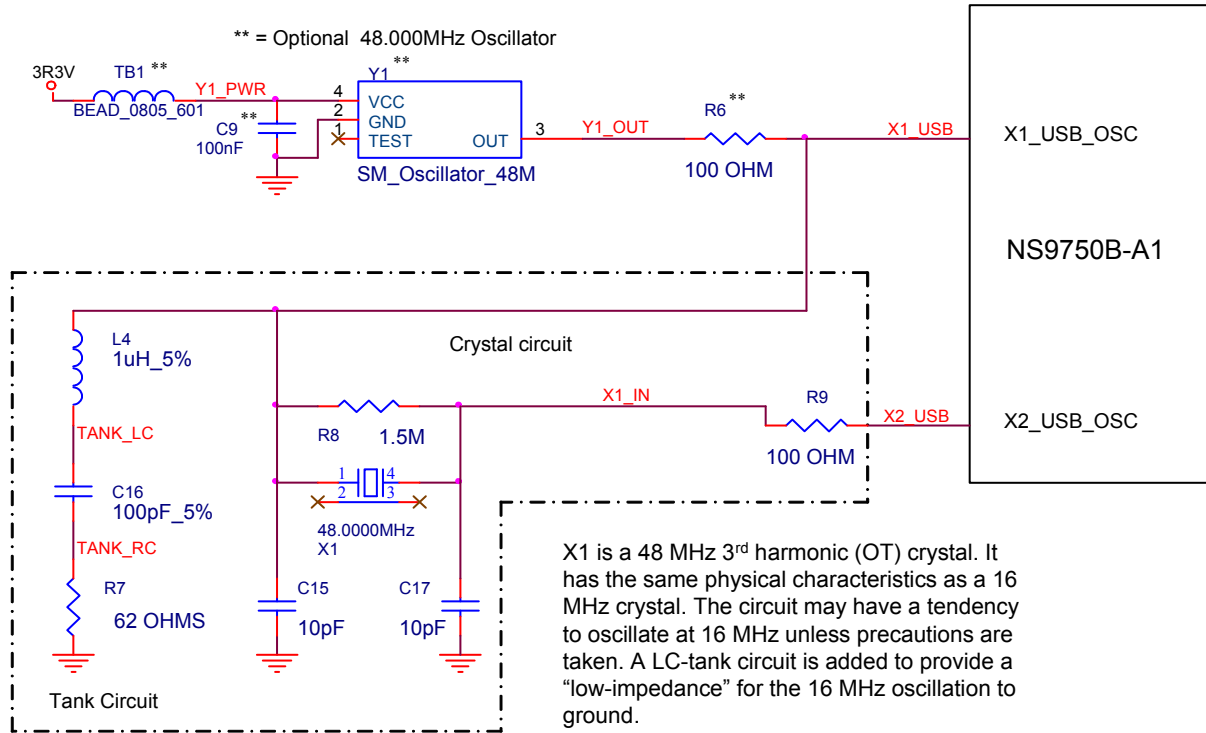 ** = Optional 48.000MHz Oscillator
3R3V
TB1 **
BEAD_0805_601
Y1_PWR
C9 **
100nF
Y1 **
4
2
1
VCC
GND
TEST
OUT
3
SM_Oscillator_48M
Y1_OUT
R6 **
100 OHM
X1_USB
X1_USB_OSC
NS9750B-A1
X2_USB_OSC
L4
1uH_5%
TANK_LC
C16
100pF_5%
TANK_RC
R7
62 OHMS
Tank Circuit
Crystal circuit
R8
1.5M
1
4
2
3
48.0000MHz
X1
C15
10pF
C17
10pF
X1_IN
R9
100 OHM
X2_USB
X1 is a 48 MHz 3rd harmonic (OT) crystal. It
has the same physical characteristics as a 16
MHz crystal. The circuit may have a tendency
to oscillate at 16 MHz unless precautions are
taken. A LC-tank circuit is added to provide a
“low-impedance” for the 16 MHz oscillation to
ground.